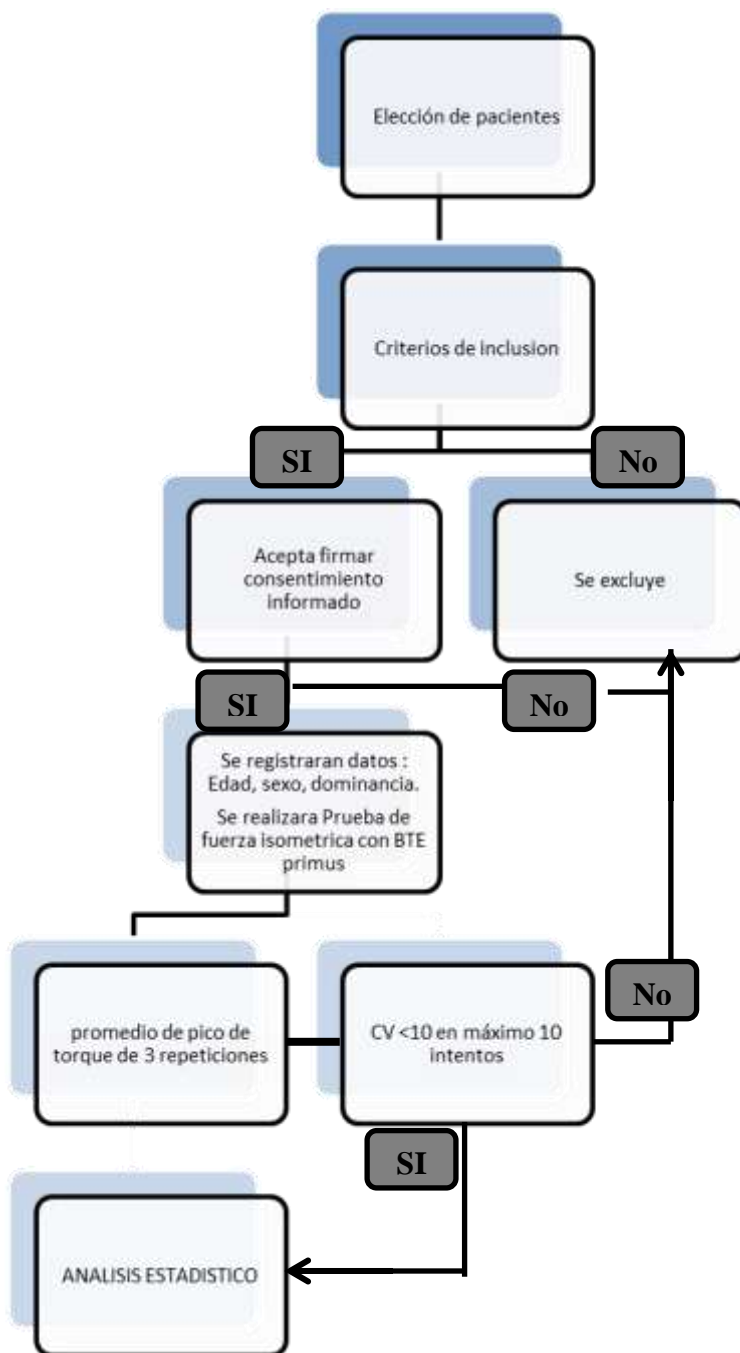 Elección de pacientes
Criterios de inclusion
SI
No
Acepta firmar
consentimiento
informado
Se excluye
SI
No
Se registraran datos :
Edad, sexo, dominancia.
Se realizara Prueba de
fuerza isometrica con BTE
primus
promedio de pico de
torque de 3 repeticiones
CV <10 en máximo 10
intentos
No
SI
ANALISIS ESTADISTICO